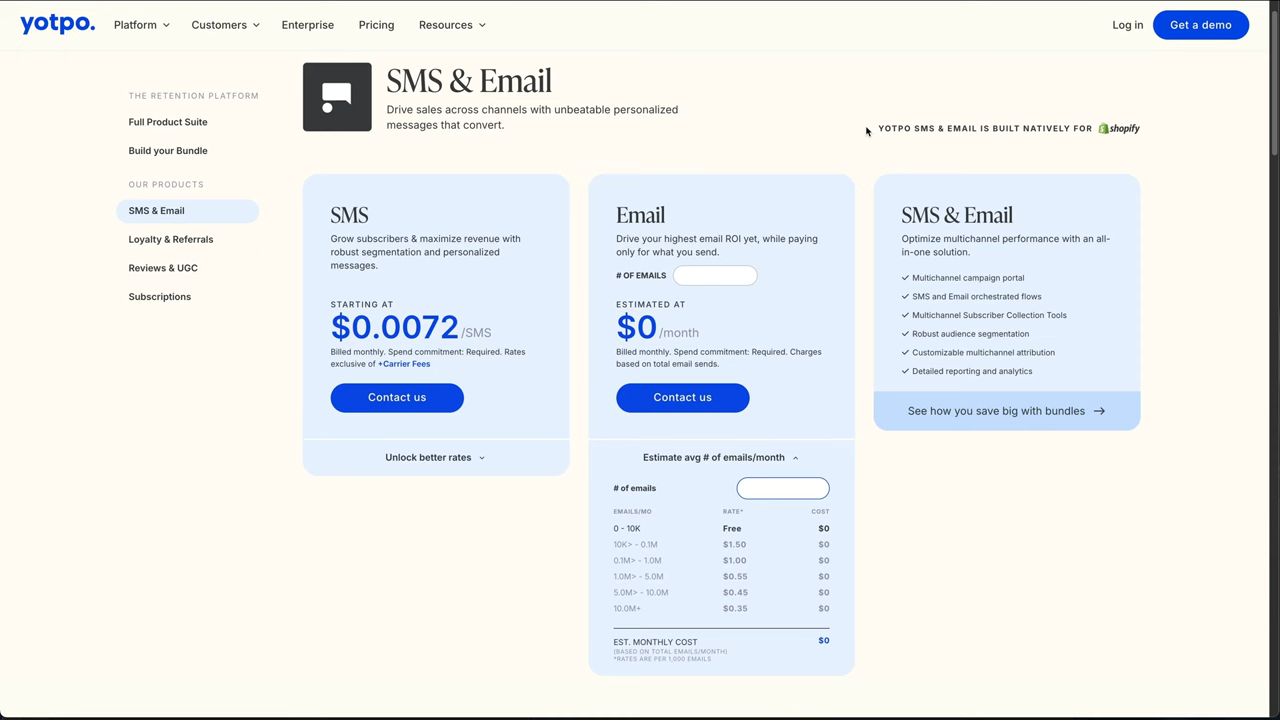 yotpo.
Platform
Customers
Enterprise
Pricing
Resources
Log in
Get a demo
THE RETENTION PLATFORM
Full Product Suite
Build your Bundle
OUR PRODUCTS
SMS & Email
Loyalty & Referrals
Reviews & UGC
Subscriptions
SMS & Email
Drive sales across channels with unbeatable personalized
messages that convert.
YOTPO SMS & EMAIL IS BUILT NATIVELY FOR shopify
SMS
Grow subscribers & maximize revenue with
robust segmentation and personalized
messages.
STARTING AT
$0.0072 /SMS
Billed monthly. Spend commitment: Required. Rates
exclusive of +Carrier Fees
Contact us
Unlock better rates
Email
Drive your highest email ROI yet, while paying
only for what you send.
# OF EMAILS
ESTIMATED AT
$0 /month
Billed monthly. Spend commitment: Required. Charges
based on total email sends.
Contact us
Estimate avg # of emails/month
# of emails
EMAILS/MO RATE* COST
0 - 10K Free $0
10K> - 0.1M $1.50 $0
0.1M> - 1.0M $1.00 $0
1.0M> - 5.0M $0.55 $0
5.0M> - 10.0M $0.45 $0
10.0M+ $0.35 $0
EST. MONTHLY COST $0
(BASED ON TOTAL EMAILS/MONTH)
*RATES ARE PER 1,000 EMAILS
SMS & Email
Optimize multichannel performance with an all-
in-one solution.
Multichannel campaign portal
SMS and Email orchestrated flows
Multichannel Subscriber Collection Tools
Robust audience segmentation
Customizable multichannel attribution
Detailed reporting and analytics
See how you save big with bundles